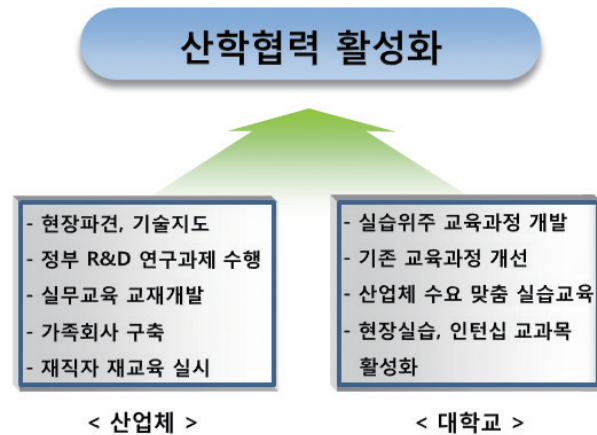 산학협력 활성화
- 현장파견, 기술지도
- 정부 R&D 연구과제 수행
- 실무교육 교재개발
- 가족회사 구축
- 재직자 재교육 실시
< 산업체 >
- 실습위주 교육과정 개발
- 기존 교육과정 개선
- 산업체 수요 맞춤 실습교육
- 현장실습, 인턴십 교과목
활성화
< 대학교 >